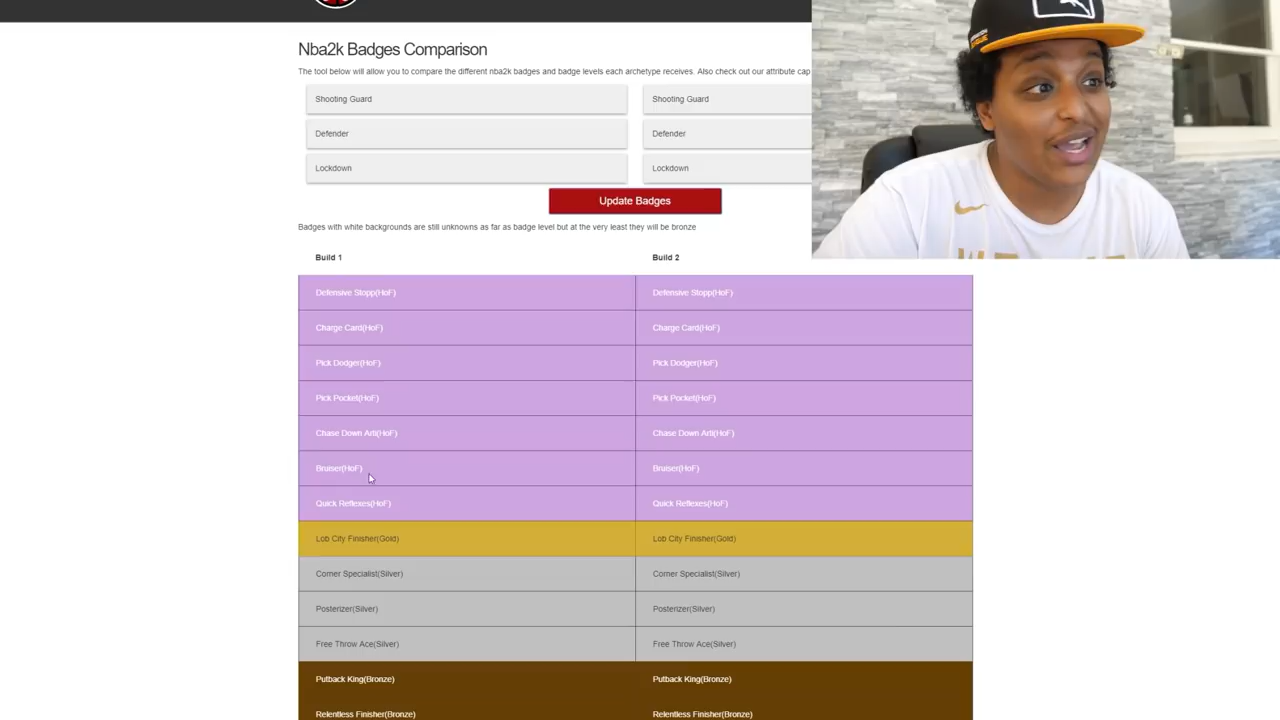 Nba2k Badges Comparison
The tool below will allow you to compare the different nba2k badges and badge levels each archetype receives. Also check out our attribute cap
Shooting Guard Shooting Guard
Defender Defender
Lockdown Lockdown
Update Badges
Badges with white backgrounds are still unknowns as far as badge level but at the very least they will be bronze
Build 1 Build 2
Defensive Stopp(HoF) Defensive Stopp(HoF)
Charge Card(HoF) Charge Card(HoF)
Pick Dodger(HoF) Pick Dodger(HoF)
Pick Pocket(HoF) Pick Pocket(HoF)
Chase Down Arti(HoF) Chase Down Arti(HoF)
Bruiser(HoF) Bruiser(HoF)
Quick Reflexes(HoF) Quick Reflexes(HoF)
Lob City Finisher(Gold) Lob City Finisher(Gold)
Corner Specialist(Silver) Corner Specialist(Silver)
Posterizer(Silver) Posterizer(Silver)
Free Throw Ace(Silver) Free Throw Ace(Silver)
Putback King(Bronze) Putback King(Bronze)
Relentless Finisher(Bronze) Relentless Finisher(Bronze)